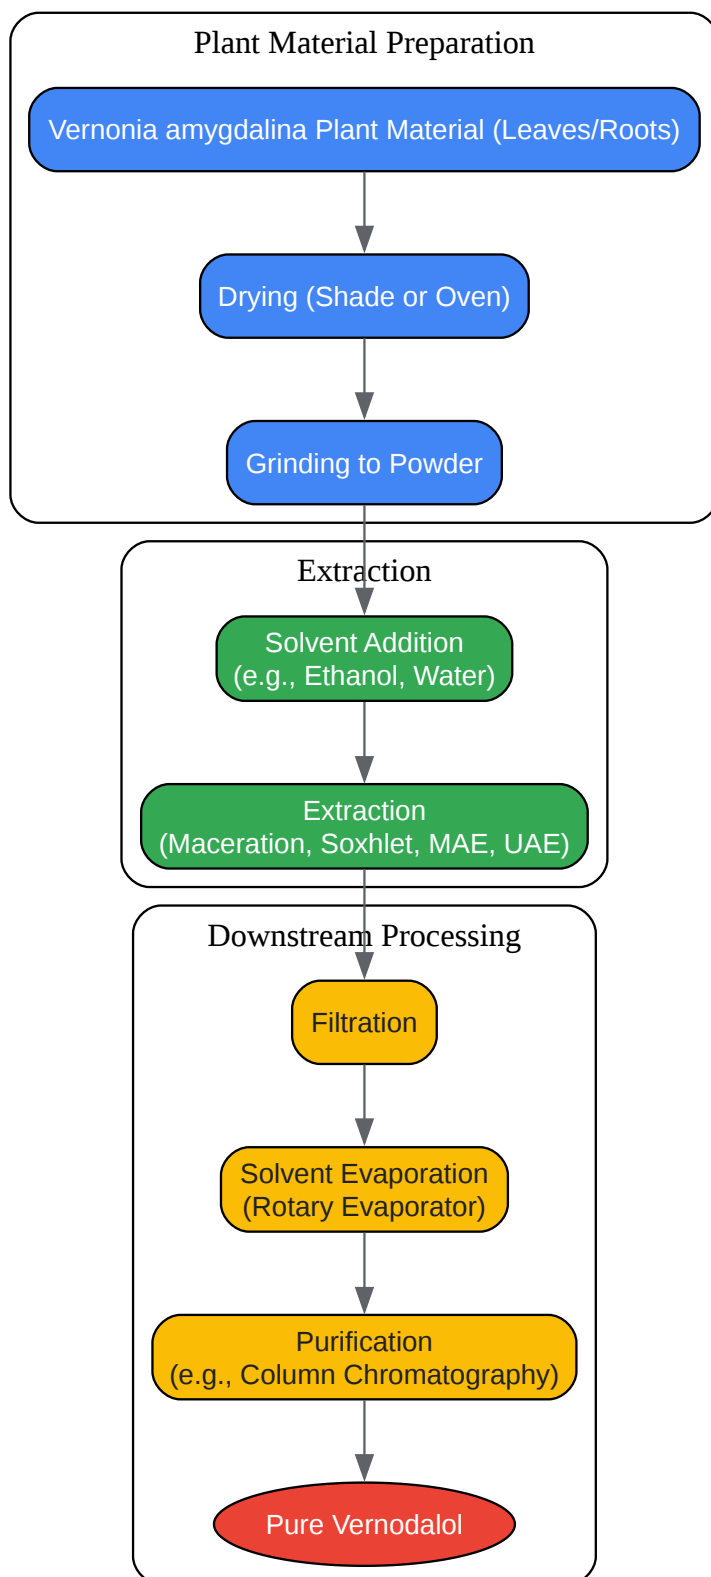 Plant Material Preparation
Vernonia amygdalina Plant Material (Leaves/Roots)
Drying (Shade or Oven)
Grinding to Powder
Extraction
Solvent Addition
(e.g., Ethanol, Water)
Extraction
(Maceration, Soxhlet, MAE, UAE)
Downstream Processing
Filtration
Solvent Evaporation
(Rotary Evaporator)
Purification
(e.g., Column Chromatography)
Pure Vernodalol